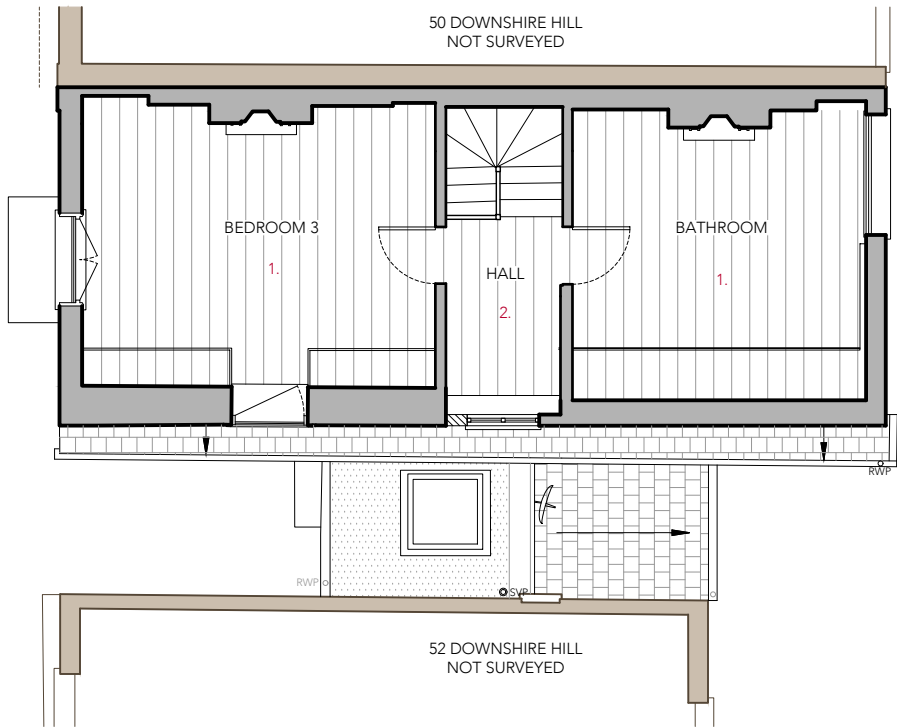 50 DOWNSHIRE HILL
NOT SURVEYED
BEDROOM 3
1.
HALL
2.
BATHROOM
1.
RWP
RWP
SVP
52 DOWNSHIRE HILL
NOT SURVEYED